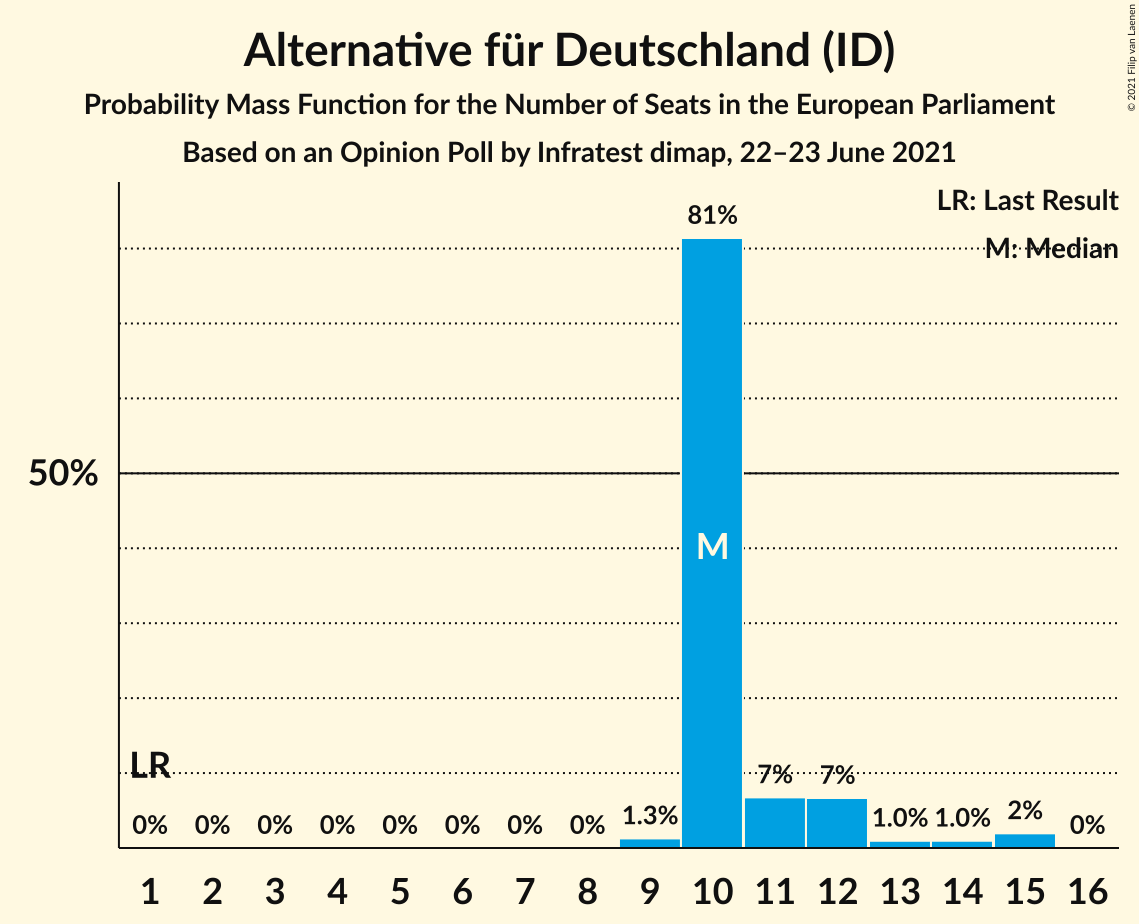 Alternative für Deutschland (ID)
Probability Mass Function for the Number of Seats in the European Parliament
Based on an Opinion Poll by Infratest dimap, 22–23 June 2021
© 2021 Filip van Laenen
LR: Last Result
M: Median
81%
50%
M
LR
0% 0% 0% 0% 0% 0% 0% 0% 1.3% 7% 7% 1.0% 1.0% 2% 0%
1 2 3 4 5 6 7 8 9 10 11 12 13 14 15 16